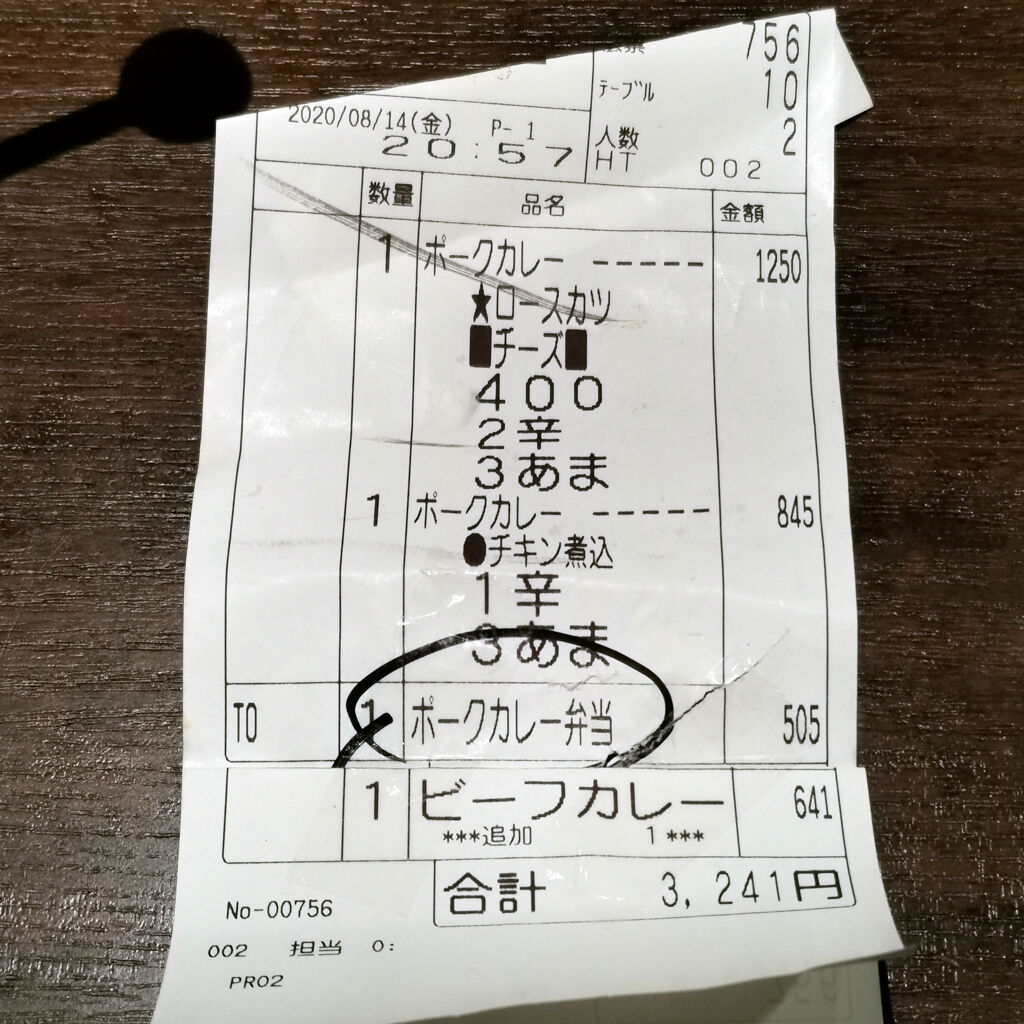 756
テーブル 10
2020/08/14(金) P- 1
人数 2
20:57
HT 002
数量 品名 金額
1 ポークカレー ----- 1250
★ロースカツ
■チーズ■
400
2辛
3あま
1 ポークカレー ----- 845
●チキン煮込
1辛
3あま
TO 1 ポークカレー弁当 505
1 ビーフカレー 641
***追加 1***
合計 3,241円
No-00756
002 担当 0:
PR02